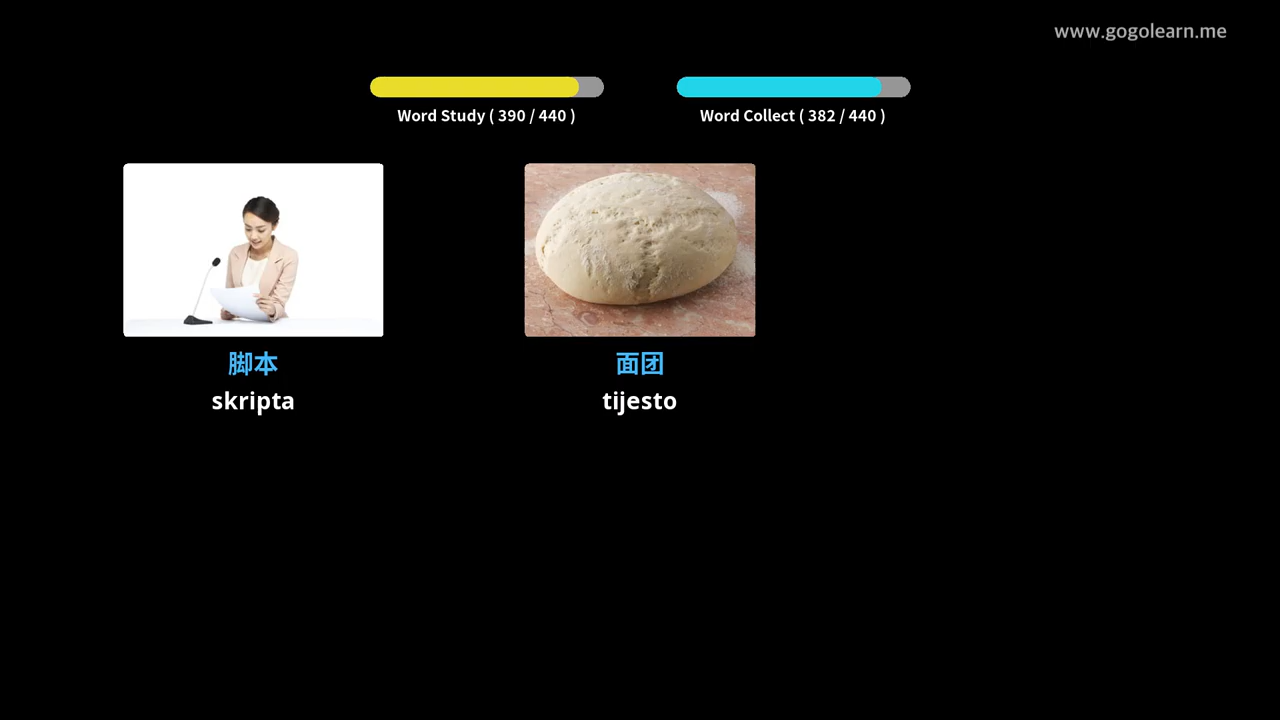 www.gogolearn.me
Word Study ( 390 / 440 )
Word Collect ( 382 / 440 )
脚本
skripta
面团
tijesto